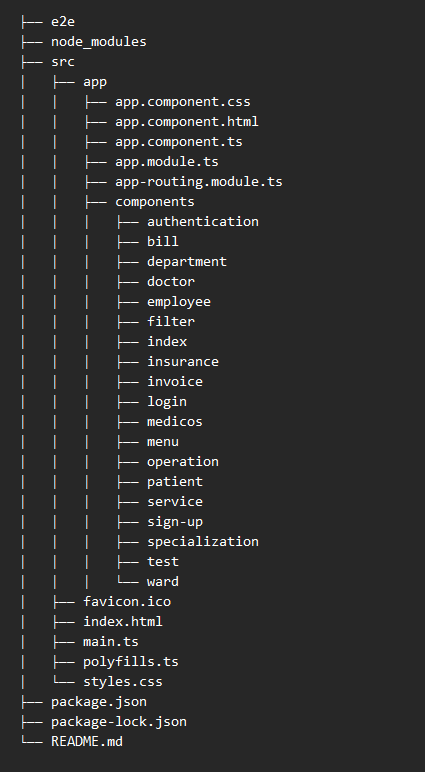 ├── e2e
├── node_modules
├── src
│   ├── app
│   │   ├── app.component.css
│   │   ├── app.component.html
│   │   ├── app.component.ts
│   │   ├── app.module.ts
│   │   ├── app-routing.module.ts
│   │   ├── components
│   │   │   ├── authentication
│   │   │   ├── bill
│   │   │   ├── department
│   │   │   ├── doctor
│   │   │   ├── employee
│   │   │   ├── filter
│   │   │   ├── index
│   │   │   ├── insurance
│   │   │   ├── invoice
│   │   │   ├── login
│   │   │   ├── medicos
│   │   │   ├── menu
│   │   │   ├── operation
│   │   │   ├── patient
│   │   │   ├── service
│   │   │   ├── sign-up
│   │   │   ├── specialization
│   │   │   ├── test
│   │   │   └── ward
│   ├── favicon.ico
│   ├── index.html
│   ├── main.ts
│   ├── polyfills.ts
│   └── styles.css
├── package.json
├── package-lock.json
└── README.md